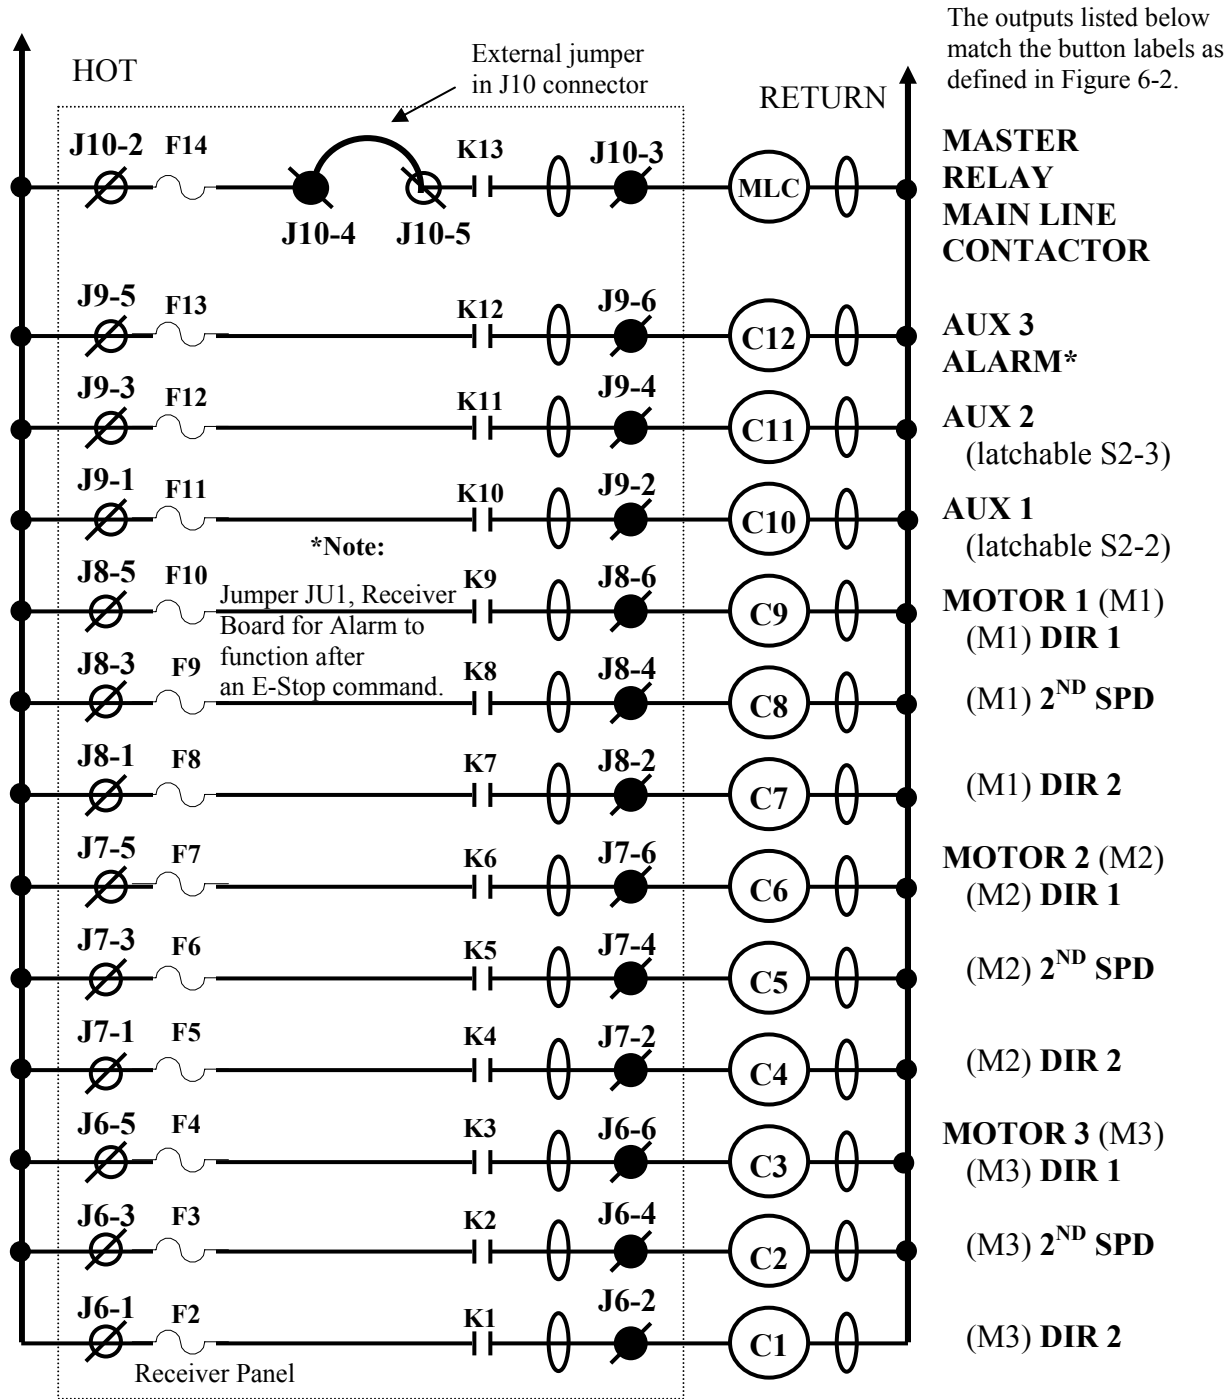 The outputs listed below
match the button labels as
defined in Figure 6-2.
External jumper
in J10 connector
HOT
RETURN
J10-2 F14 K13 J10-3
MLC
J10-4 J10-5
MASTER
RELAY
MAIN LINE
CONTACTOR
J9-5 F13 K12 J9-6
C12
AUX 3
ALARM*
J9-3 F12 K11 J9-4
C11
AUX 2
(latchable S2-3)
J9-1 F11 K10 J9-2
C10
AUX 1
(latchable S2-2)
*Note:
Jumper JU1, Receiver
Board for Alarm to
function after
an E-Stop command.
J8-5 F10 K9 J8-6
C9
MOTOR 1 (M1)
(M1) DIR 1
J8-3 F9 K8 J8-4
C8
(M1) 2ND SPD
J8-1 F8 K7 J8-2
C7
(M1) DIR 2
J7-5 F7 K6 J7-6
C6
MOTOR 2 (M2)
(M2) DIR 1
J7-3 F6 K5 J7-4
C5
(M2) 2ND SPD
J7-1 F5 K4 J7-2
C4
(M2) DIR 2
J6-5 F4 K3 J6-6
C3
MOTOR 3 (M3)
(M3) DIR 1
J6-3 F3 K2 J6-4
C2
(M3) 2ND SPD
J6-1 F2 K1 J6-2
C1
(M3) DIR 2
Receiver Panel